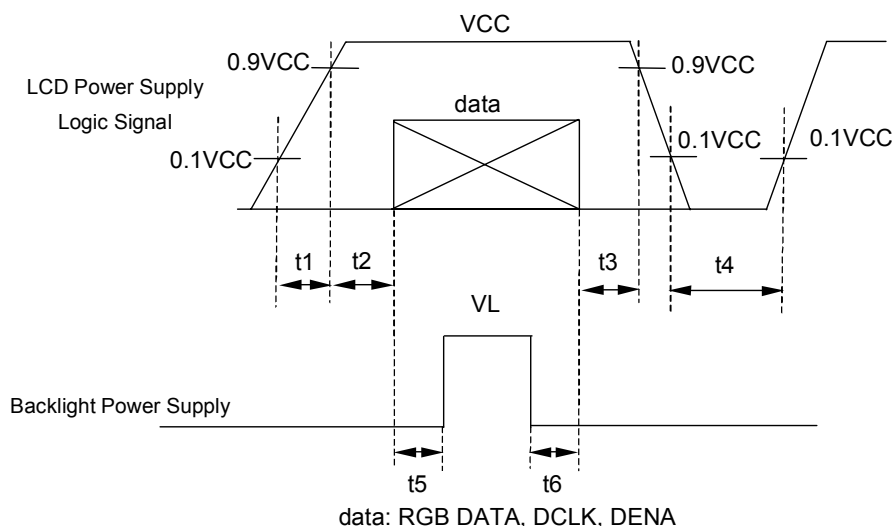 VCC
0.9VCC
0.9VCC
LCD Power Supply
Logic Signal
data
0.1VCC
0.1VCC
0.1VCC
t1
t2
t3
t4
VL
Backlight Power Supply
t5
t6
data: RGB DATA, DCLK, DENA